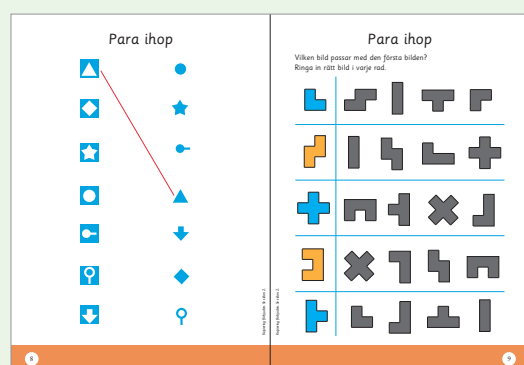 Para ihop
8
Para ihop
Vilken bild passar med den första bilden?
Ringa in rätt bild i varje rad.
9